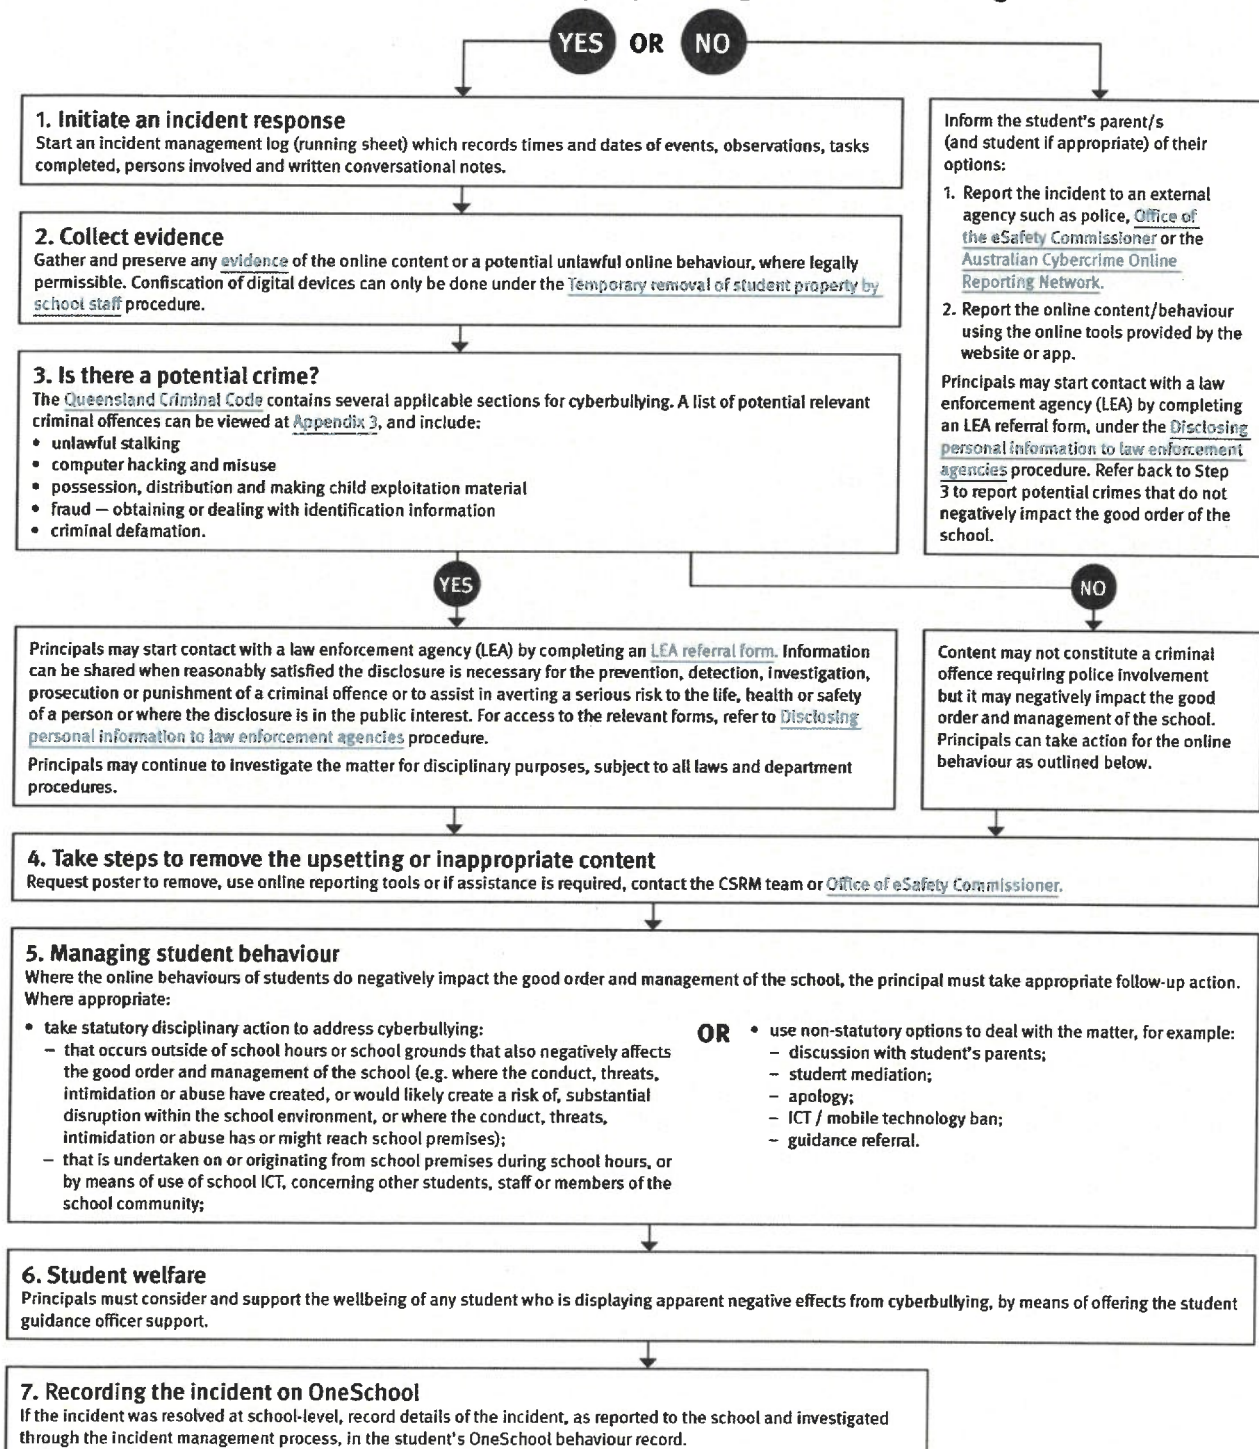 YES OR NO
1. Initiate an incident response
Start an incident management log (running sheet) which records times and dates of events, observations, tasks
completed, persons involved and written conversational notes.
Inform the student's parent/s
(and student if appropriate) of their
options:
1. Report the incident to an external
agency such as police, Office of
the eSafety Commissioner or the
Australian Cybercrime Online
Reporting Network.
2. Report the online content/behaviour
using the online tools provided by the
website or app.
Principals may start contact with a law
enforcement agency (LEA) by completing
an LEA referral form, under the Disclosing
personal information to law enforcement
agencies procedure. Refer back to Step
3 to report potential crimes that do not
negatively impact the good order of the
school.
2. Collect evidence
Gather and preserve any evidence of the online content or a potential unlawful online behaviour, where legally
permissible. Confiscation of digital devices can only be done under the Temporary removal of student property by
school staff procedure.
3. Is there a potential crime?
The Queensland Criminal Code contains several applicable sections for cyberbullying. A list of potential relevant
criminal offences can be viewed at Appendix 3, and include:
• unlawful stalking
• computer hacking and misuse
• possession, distribution and making child exploitation material
• fraud — obtaining or dealing with identification information
• criminal defamation.
YES
NO
Principals may start contact with a law enforcement agency (LEA) by completing an LEA referral form. Information
can be shared when reasonably satisfied the disclosure is necessary for the prevention, detection, investigation,
prosecution or punishment of a criminal offence or to assist in averting a serious risk to the life, health or safety
of a person or where the disclosure is in the public interest. For access to the relevant forms, refer to Disclosing
personal information to law enforcement agencies procedure.
Principals may continue to investigate the matter for disciplinary purposes, subject to all laws and department
procedures.
Content may not constitute a criminal
offence requiring police involvement
but it may negatively impact the good
order and management of the school.
Principals can take action for the online
behaviour as outlined below.
4. Take steps to remove the upsetting or inappropriate content
Request poster to remove, use online reporting tools or if assistance is required, contact the CSRM team or Office of eSafety Commissioner.
5. Managing student behaviour
Where the online behaviours of students do negatively impact the good order and management of the school, the principal must take appropriate follow-up action.
Where appropriate:
• take statutory disciplinary action to address cyberbullying:
– that occurs outside of school hours or school grounds that also negatively affects
the good order and management of the school (e.g. where the conduct, threats,
intimidation or abuse have created, or would likely create a risk of, substantial
disruption within the school environment, or where the conduct, threats,
intimidation or abuse has or might reach school premises);
– that is undertaken on or originating from school premises during school hours, or
by means of use of school ICT, concerning other students, staff or members of the
school community;
OR
• use non-statutory options to deal with the matter, for example:
– discussion with student's parents;
– student mediation;
– apology;
– ICT / mobile technology ban;
– guidance referral.
6. Student welfare
Principals must consider and support the wellbeing of any student who is displaying apparent negative effects from cyberbullying, by means of offering the student
guidance officer support.
7. Recording the incident on OneSchool
If the incident was resolved at school-level, record details of the incident, as reported to the school and investigated
through the incident management process, in the student's OneSchool behaviour record.